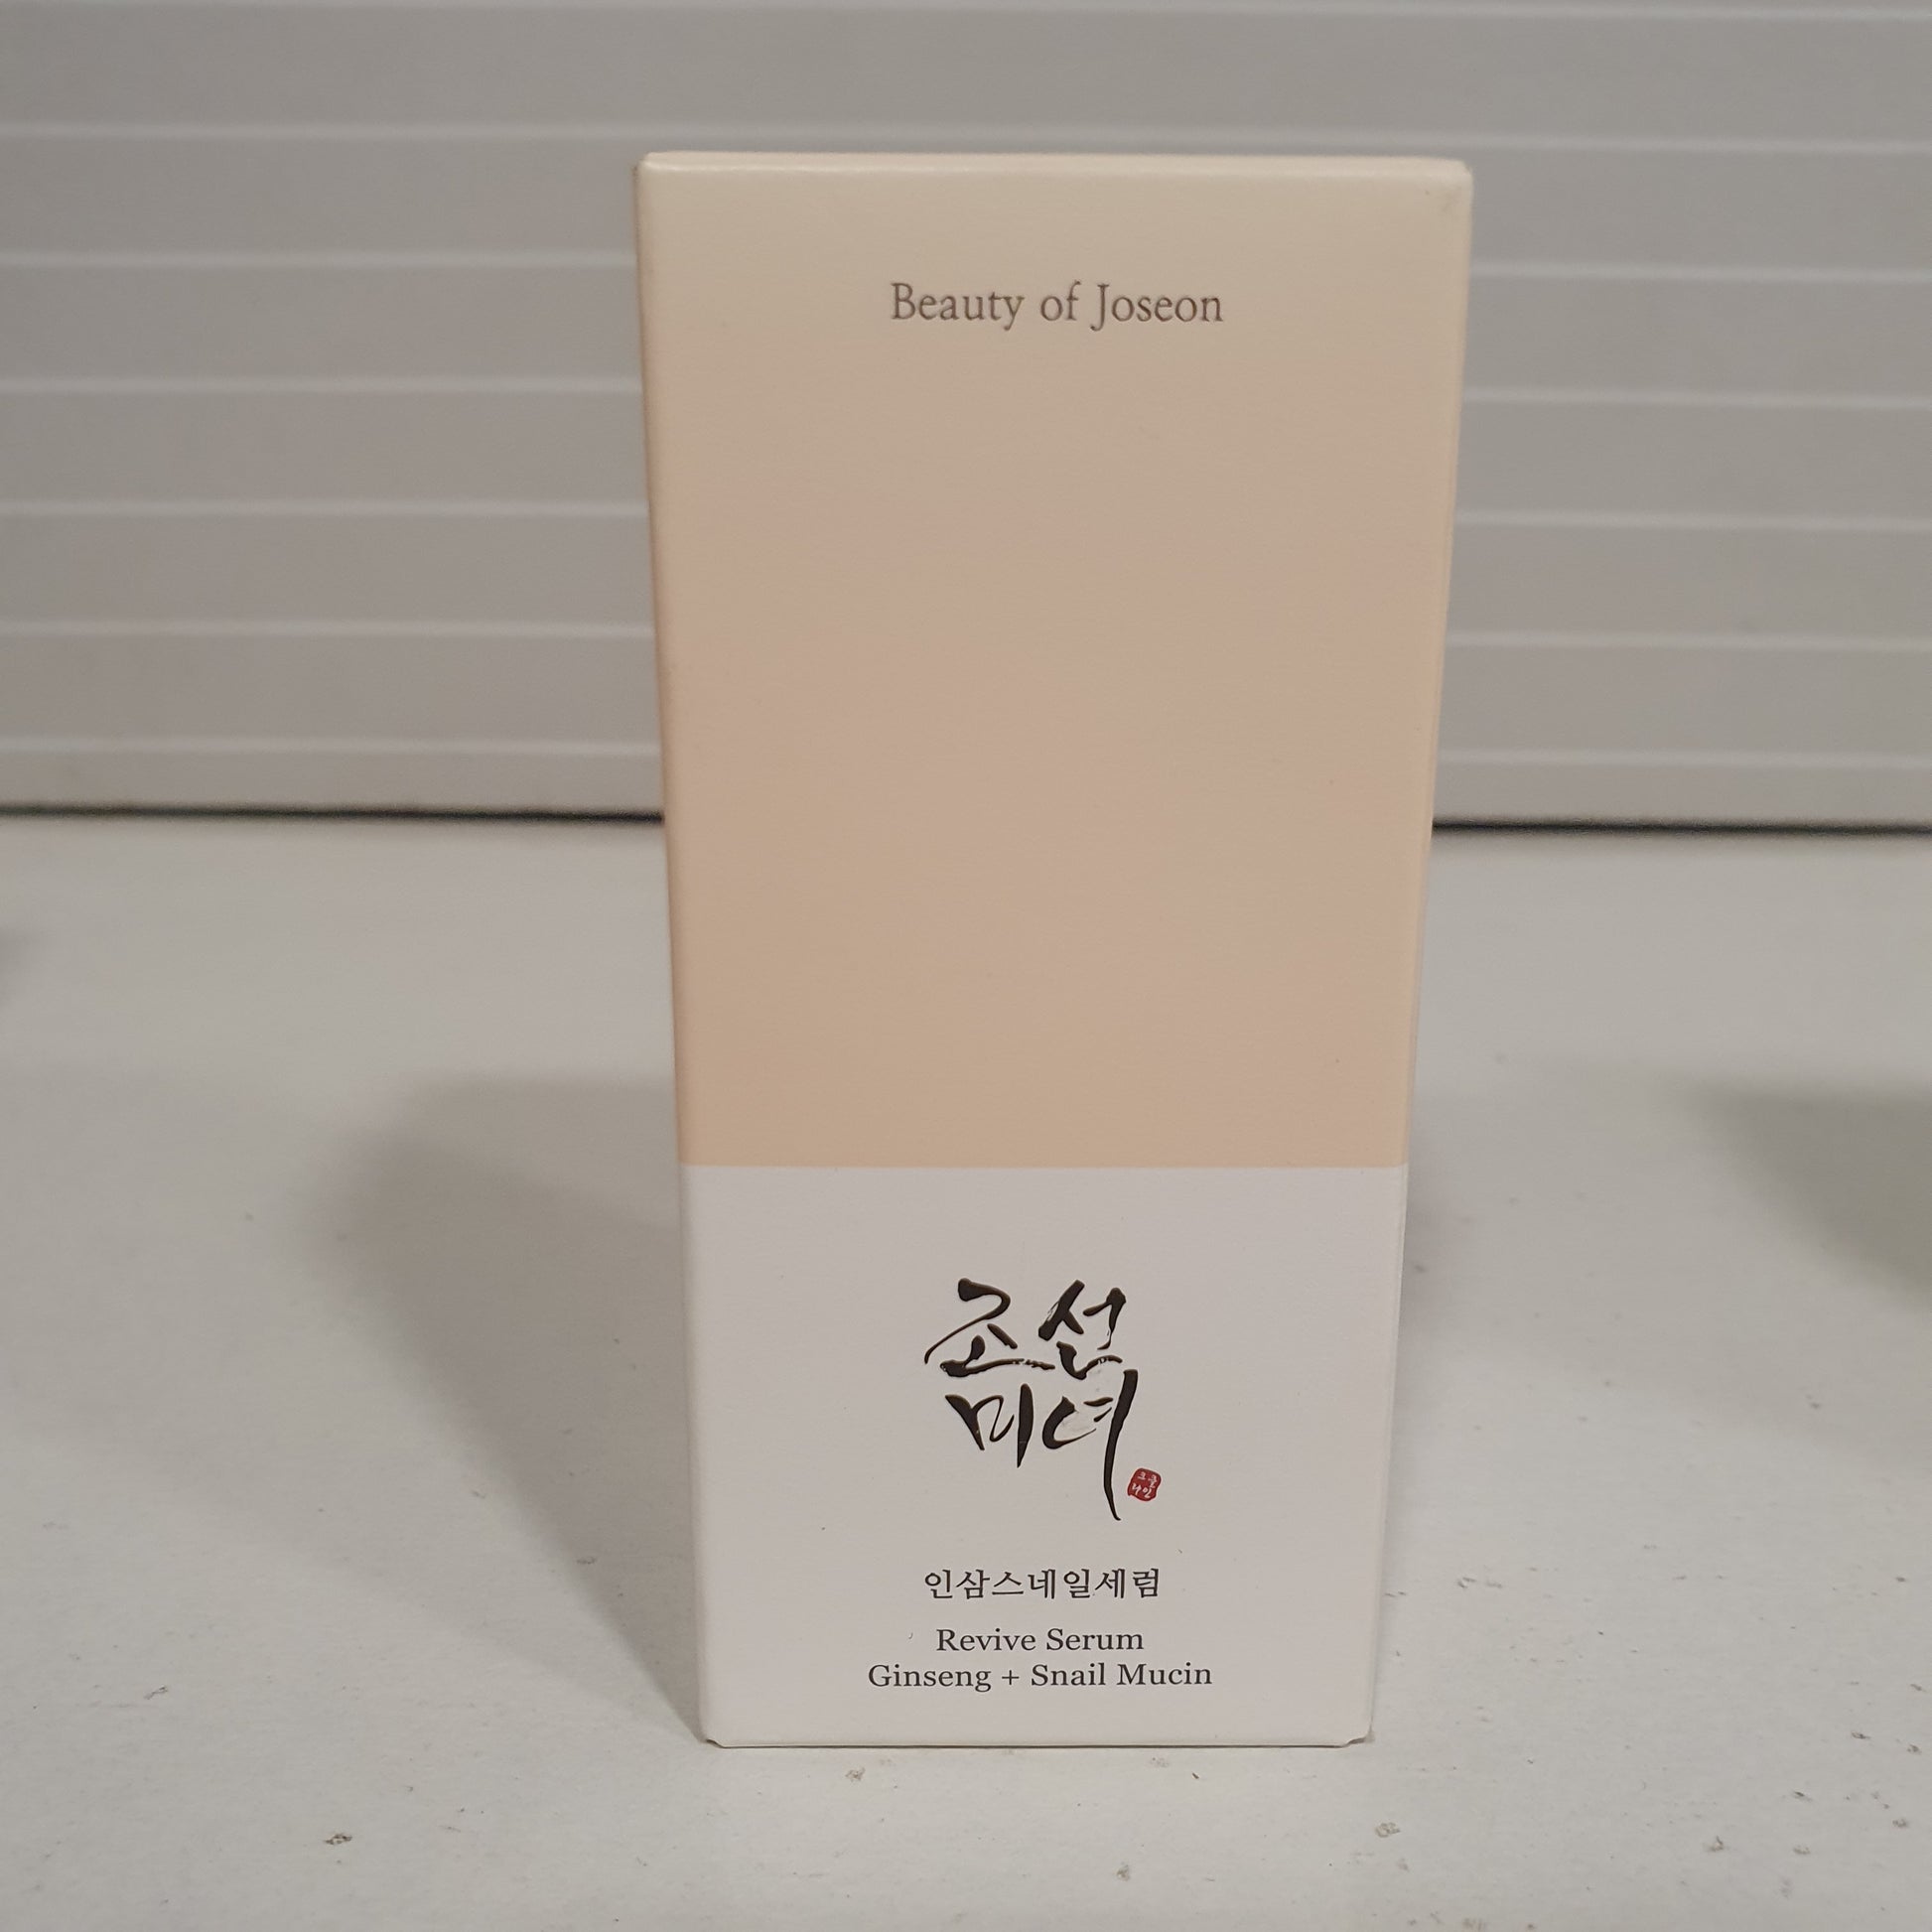 Beauty of Joseon
조선
미녀
인삼스네일세럼
Revive Serum
Ginseng + Snail Mucin